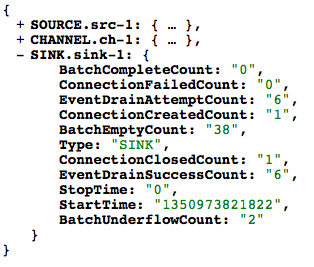 {
+ SOURCE.src-1: { … },
+ CHANNEL.ch-1: { … },
- SINK.sink-1: {
BatchCompleteCount: "0",
ConnectionFailedCount: "0",
EventDrainAttemptCount: "6",
ConnectionCreatedCount: "1",
BatchEmptyCount: "38",
Type: "SINK",
ConnectionClosedCount: "1",
EventDrainSuccessCount: "6",
StopTime: "0",
StartTime: "1350973821822",
BatchUnderflowCount: "2"
}
}